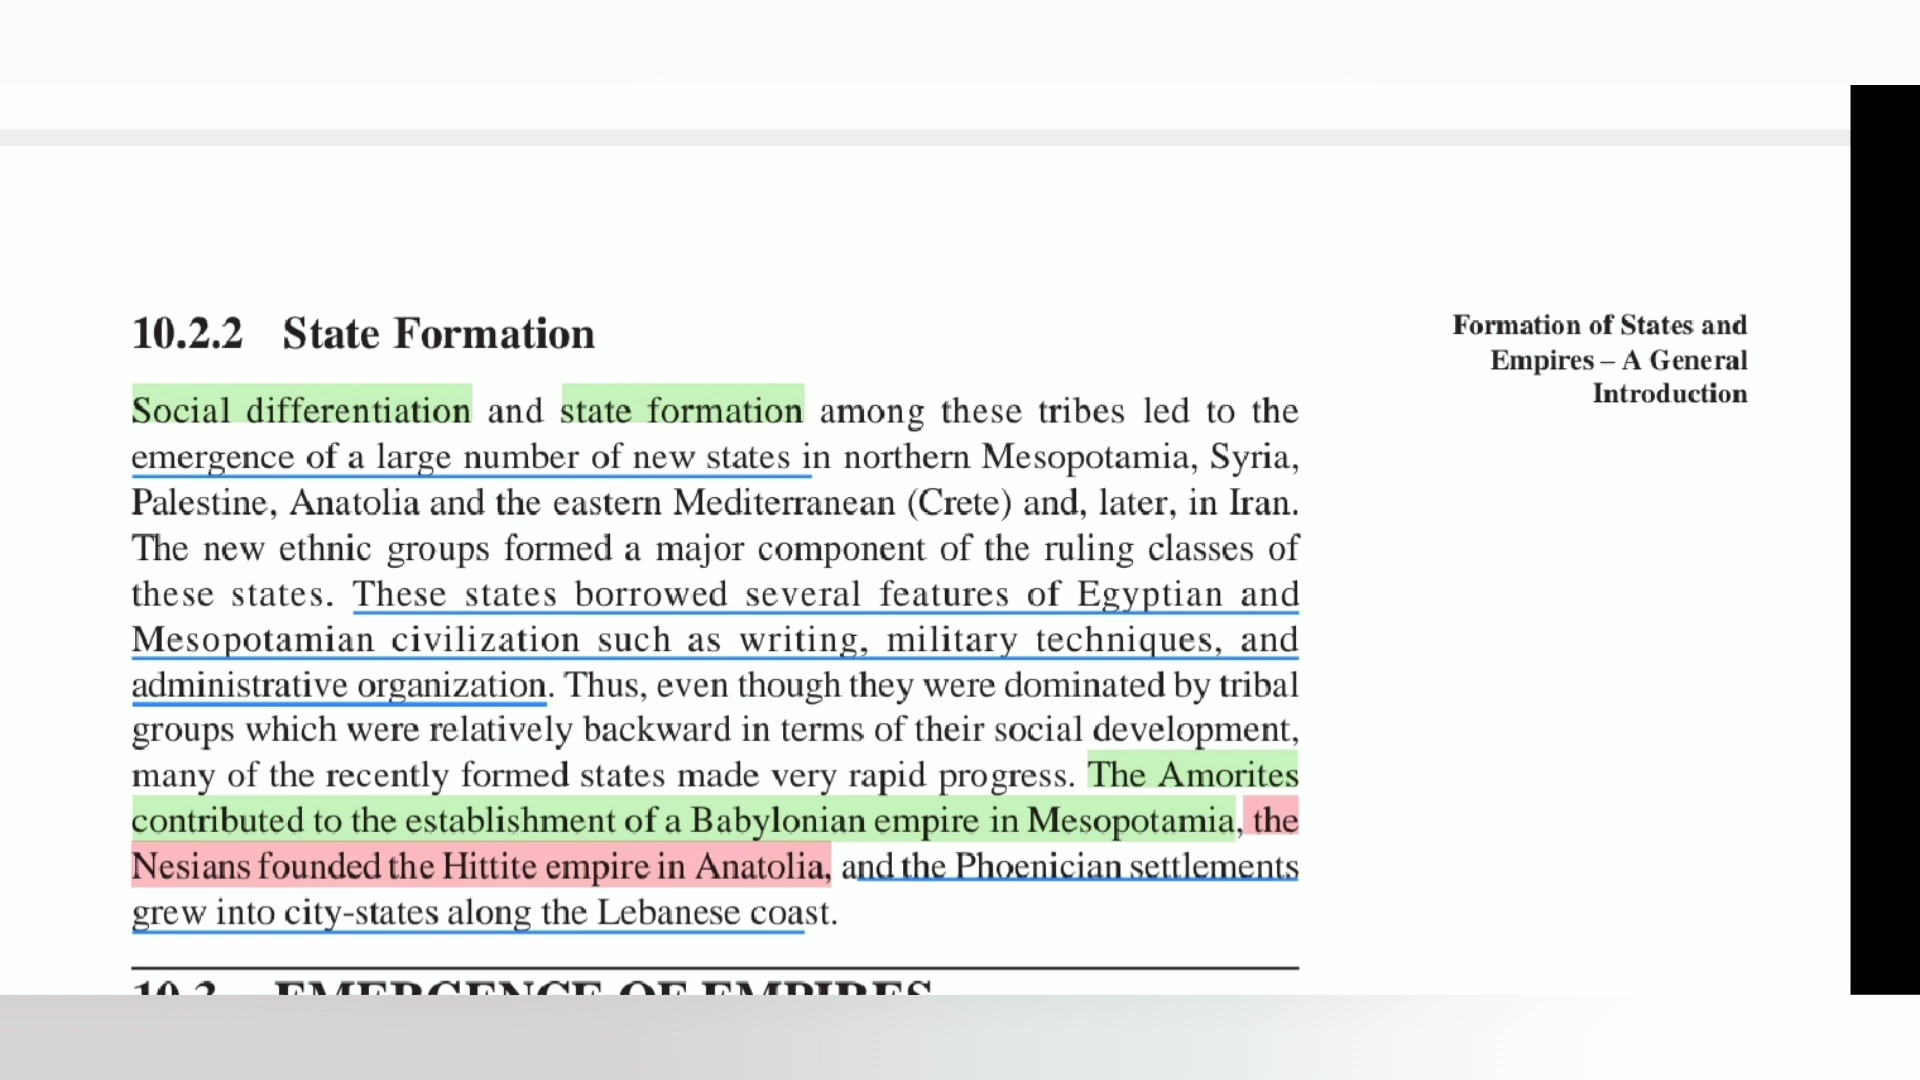 10.2.2 State Formation
Formation of States and
Empires – A General
Introduction
Social differentiation and state formation among these tribes led to the
emergence of a large number of new states in northern Mesopotamia, Syria,
Palestine, Anatolia and the eastern Mediterranean (Crete) and, later, in Iran.
The new ethnic groups formed a major component of the ruling classes of
these states. These states borrowed several features of Egyptian and
Mesopotamian civilization such as writing, military techniques, and
administrative organization. Thus, even though they were dominated by tribal
groups which were relatively backward in terms of their social development,
many of the recently formed states made very rapid progress. The Amorites
contributed to the establishment of a Babylonian empire in Mesopotamia, the
Nesians founded the Hittite empire in Anatolia, and the Phoenician settlements
grew into city-states along the Lebanese coast.
10.3 EMERGENCE OF EMPIRES